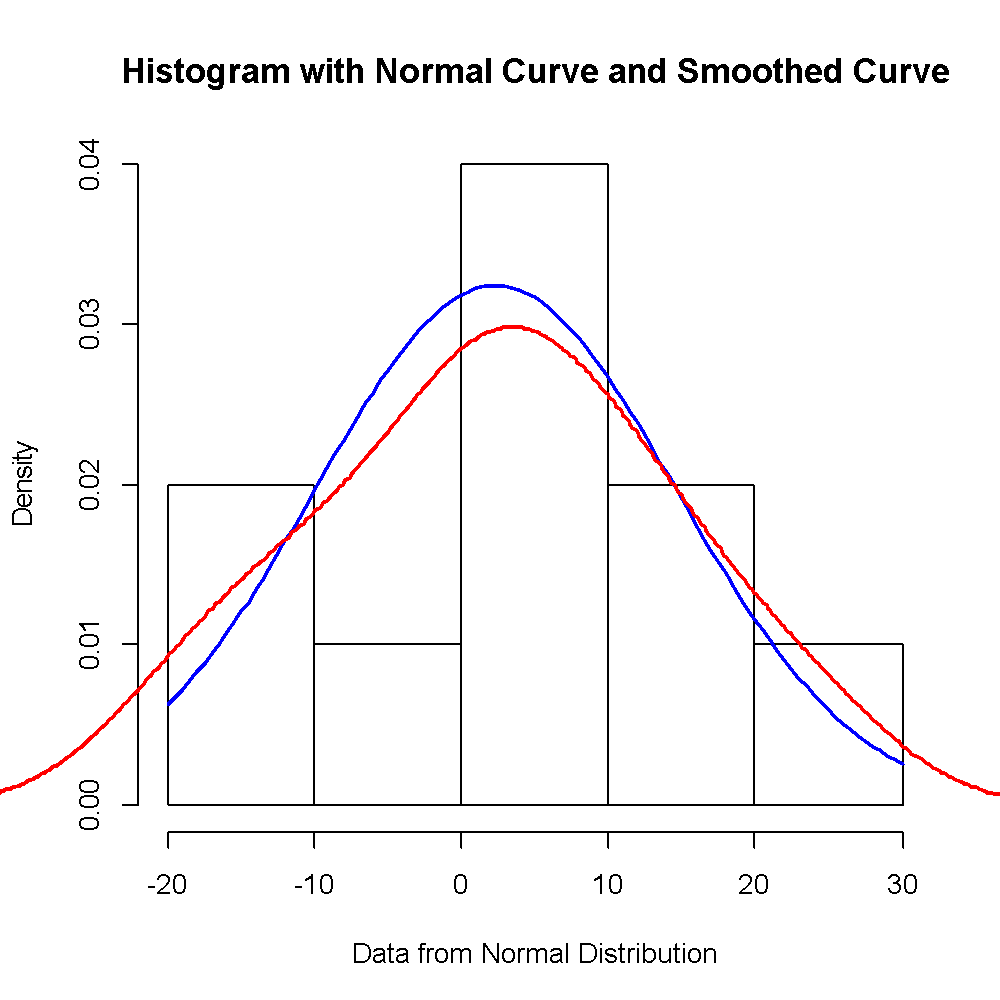 Histogram with Normal Curve and Smoothed Curve
0.04
0.03
0.02
0.01
0.00
Density
-20 -10 0 10 20 30
Data from Normal Distribution